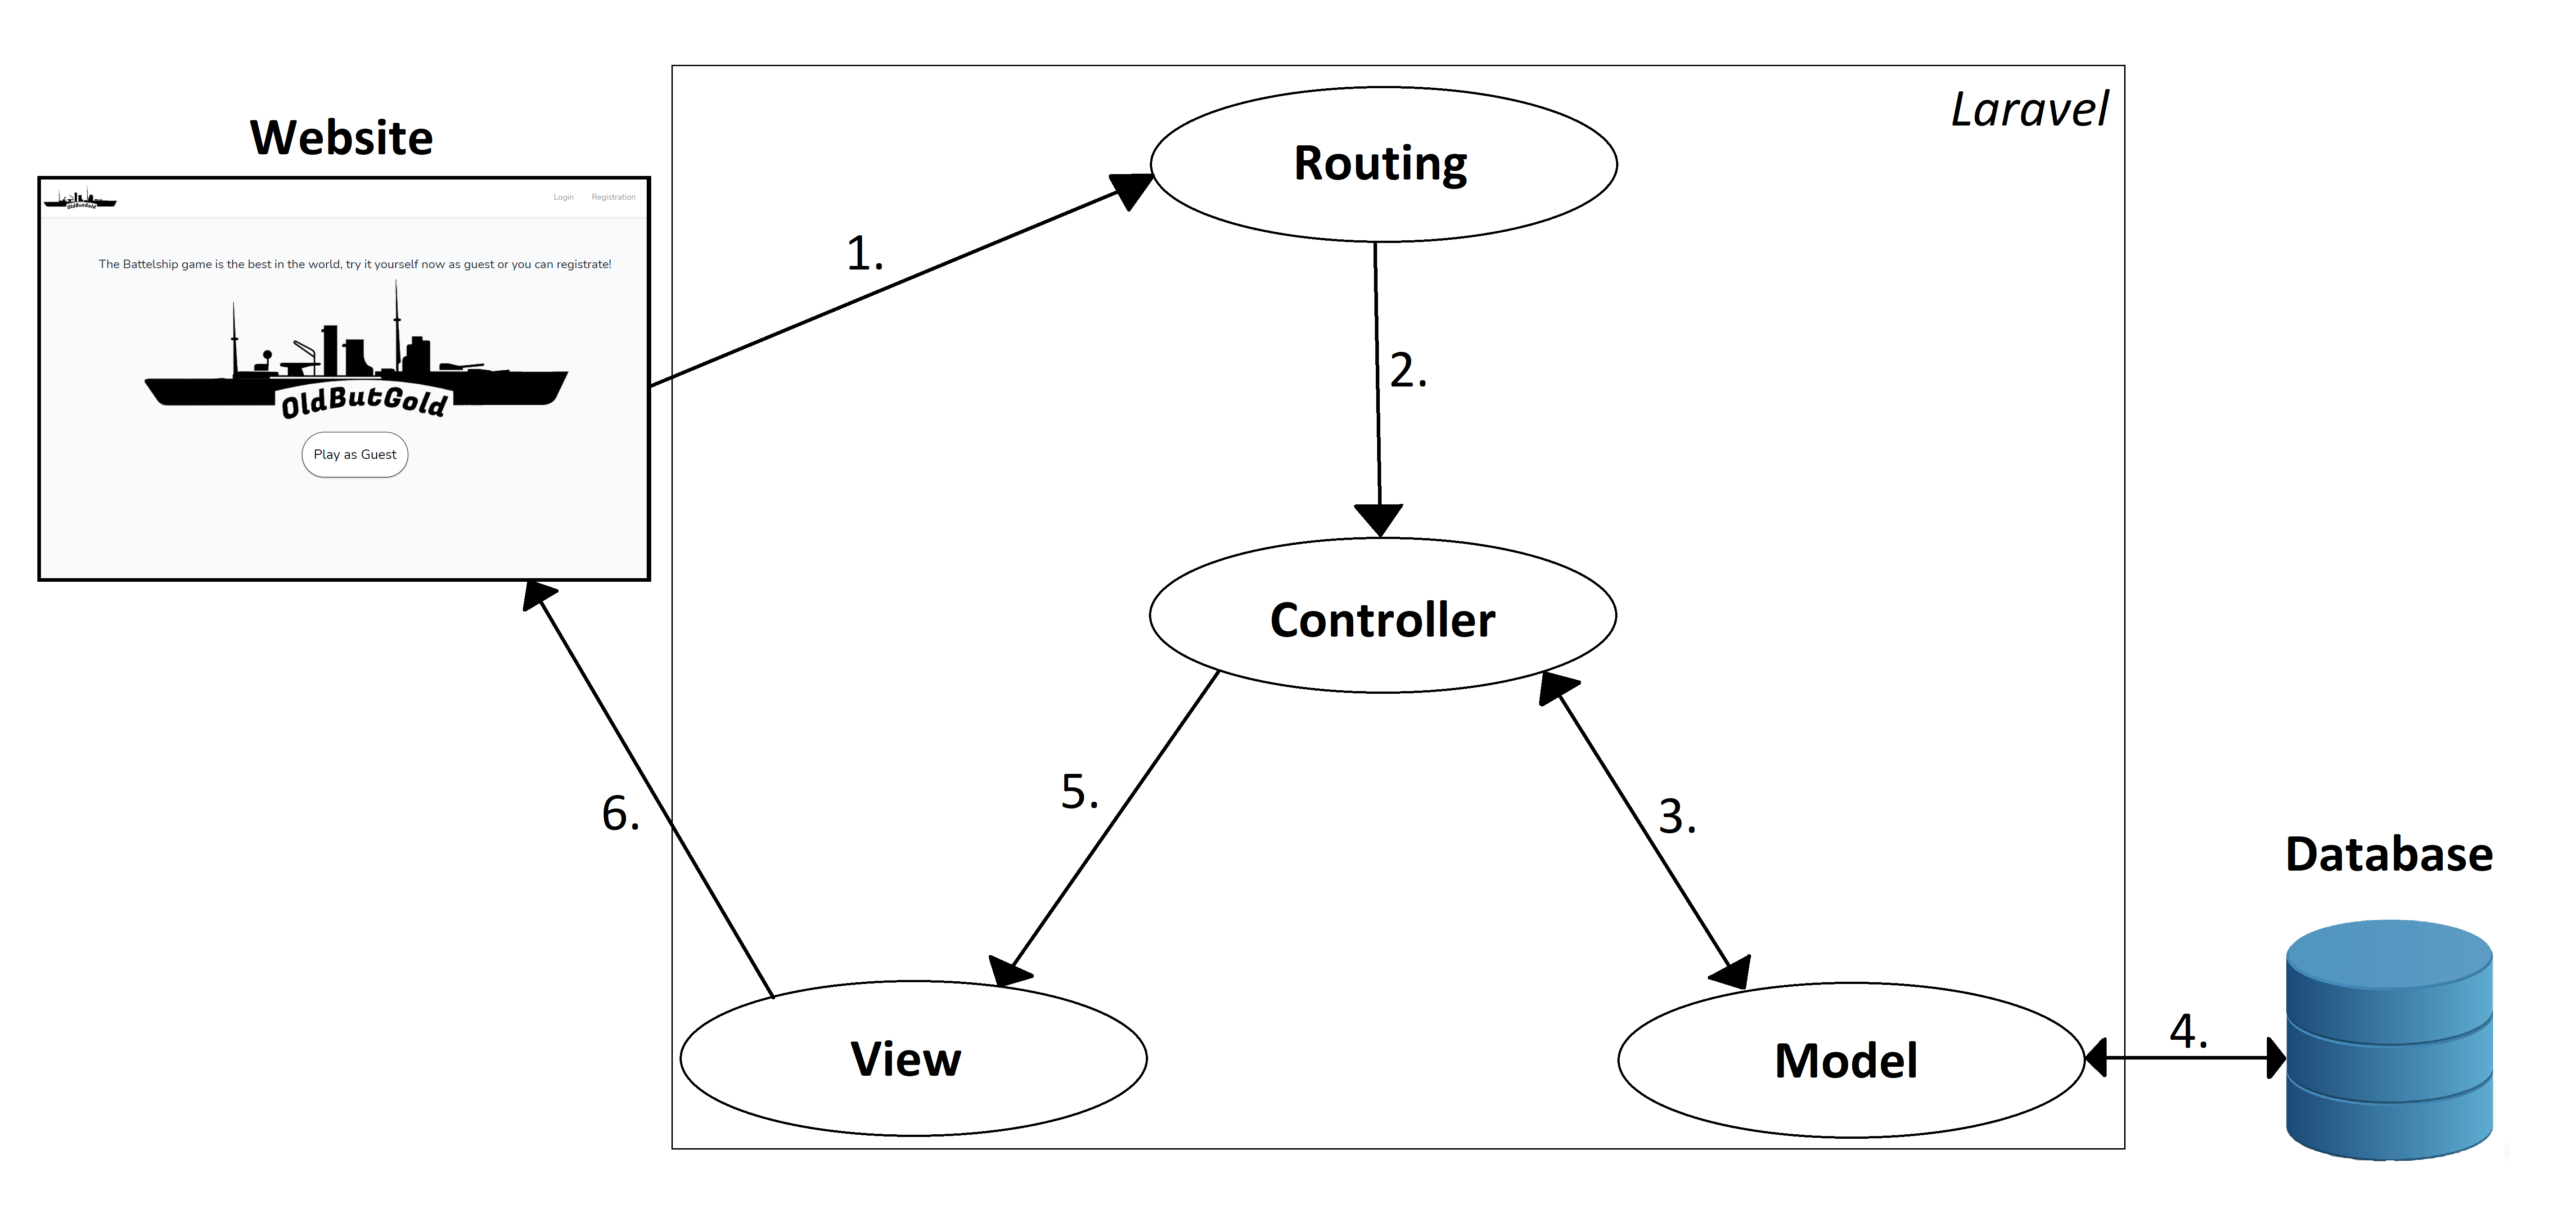 Laravel
Website
Routing
OldButGold
Login
Registration
1.
The Battelship game is the best in the world, try it yourself now as guest or you can registrate!
2.
OldButGold
Play as Guest
Controller
5.
3.
6.
Database
4.
View
Model